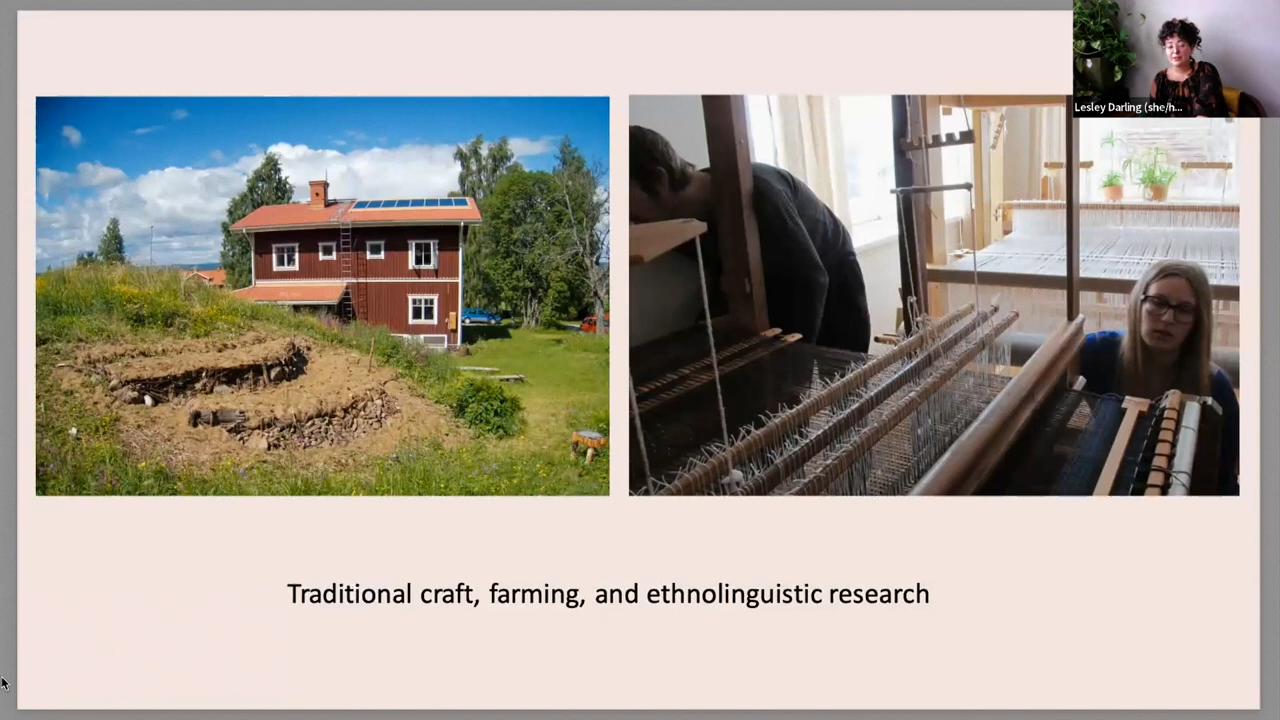 Lesley Darling (she/h...
Traditional craft, farming, and ethnolinguistic research